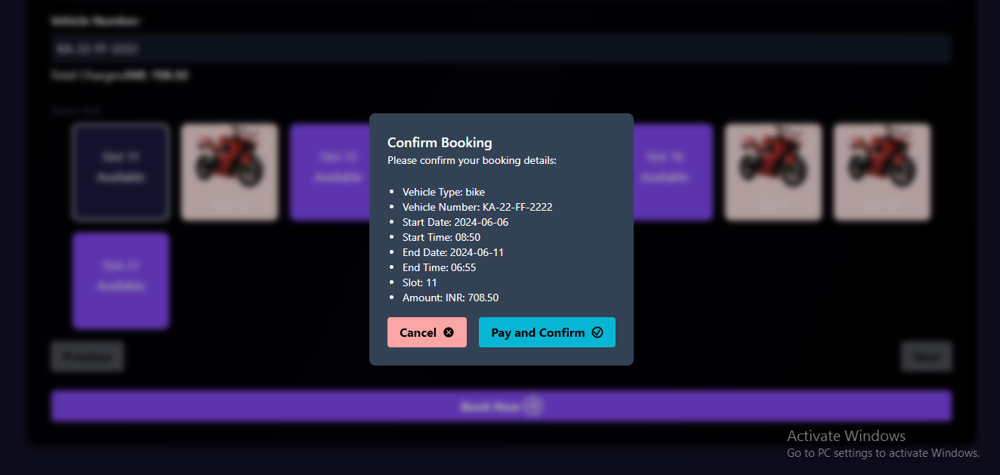 Vehicle Number:
KA-22-FF-2222
Total Charges:INR: 708.50
Select Slot
Slot 11
Available
Slot 13
Available
Slot 16
Available
Confirm Booking
Please confirm your booking details:
Vehicle Type: bike
Vehicle Number: KA-22-FF-2222
Start Date: 2024-06-06
Start Time: 08:50
End Date: 2024-06-11
End Time: 06:55
Slot: 11
Amount: INR: 708.50
Cancel
Pay and Confirm
Slot 21
Available
Previous
Next
Book Now
Activate Windows
Go to PC settings to activate Windows.